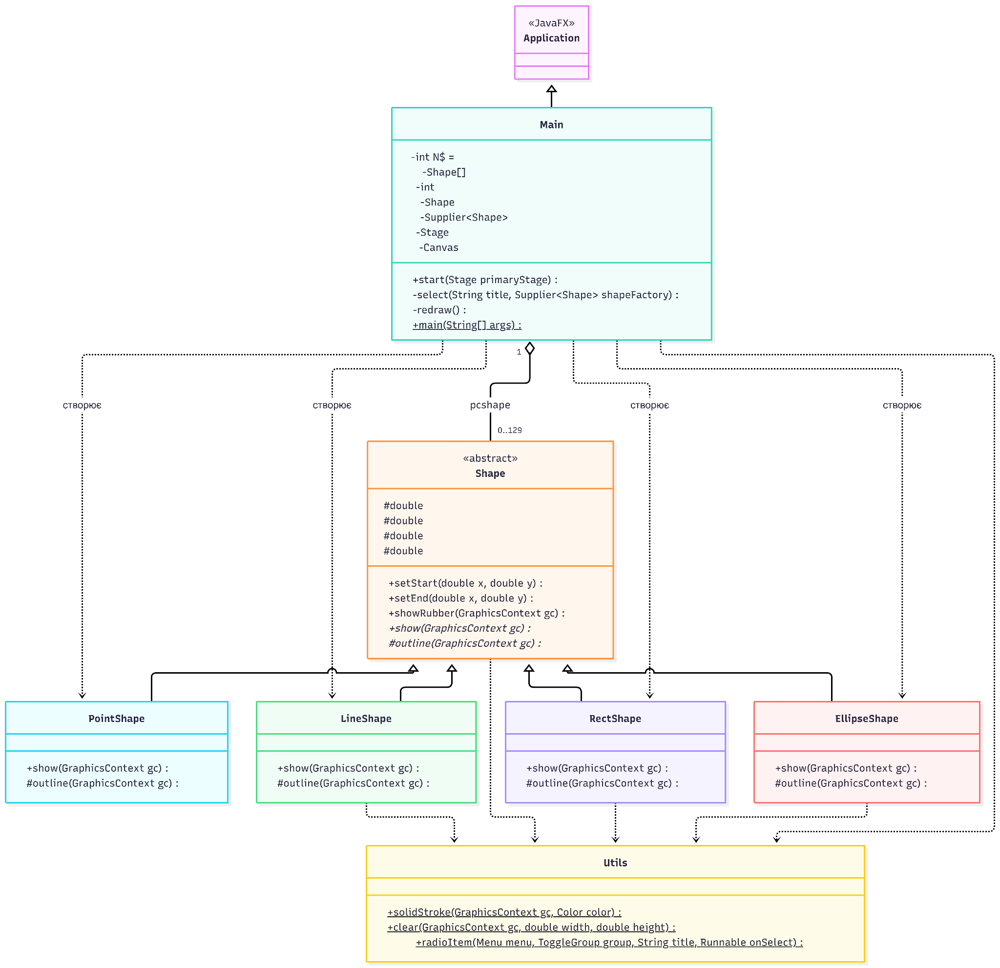 «JavaFX»
Application
Main
-int N$ =
-Shape[]
-int
-Shape
-Supplier<Shape>
-Stage
-Canvas
+start(Stage primaryStage) :
-select(String title, Supplier<Shape> shapeFactory) :
-redraw() :
+main(String[] args) :
1
створює
створює
pcshape
створює
створює
0..129
«abstract»
Shape
#double
#double
#double
#double
+setStart(double x, double y) :
+setEnd(double x, double y) :
+showRubber(GraphicsContext gc) :
+show(GraphicsContext gc) :
#outline(GraphicsContext gc) :
PointShape
+show(GraphicsContext gc) :
#outline(GraphicsContext gc) :
LineShape
+show(GraphicsContext gc) :
#outline(GraphicsContext gc) :
RectShape
+show(GraphicsContext gc) :
#outline(GraphicsContext gc) :
EllipseShape
+show(GraphicsContext gc) :
#outline(GraphicsContext gc) :
Utils
+solidStroke(GraphicsContext gc, Color color) :
+clear(GraphicsContext gc, double width, double height) :
+radioItem(Menu menu, ToggleGroup group, String title, Runnable onSelect) :